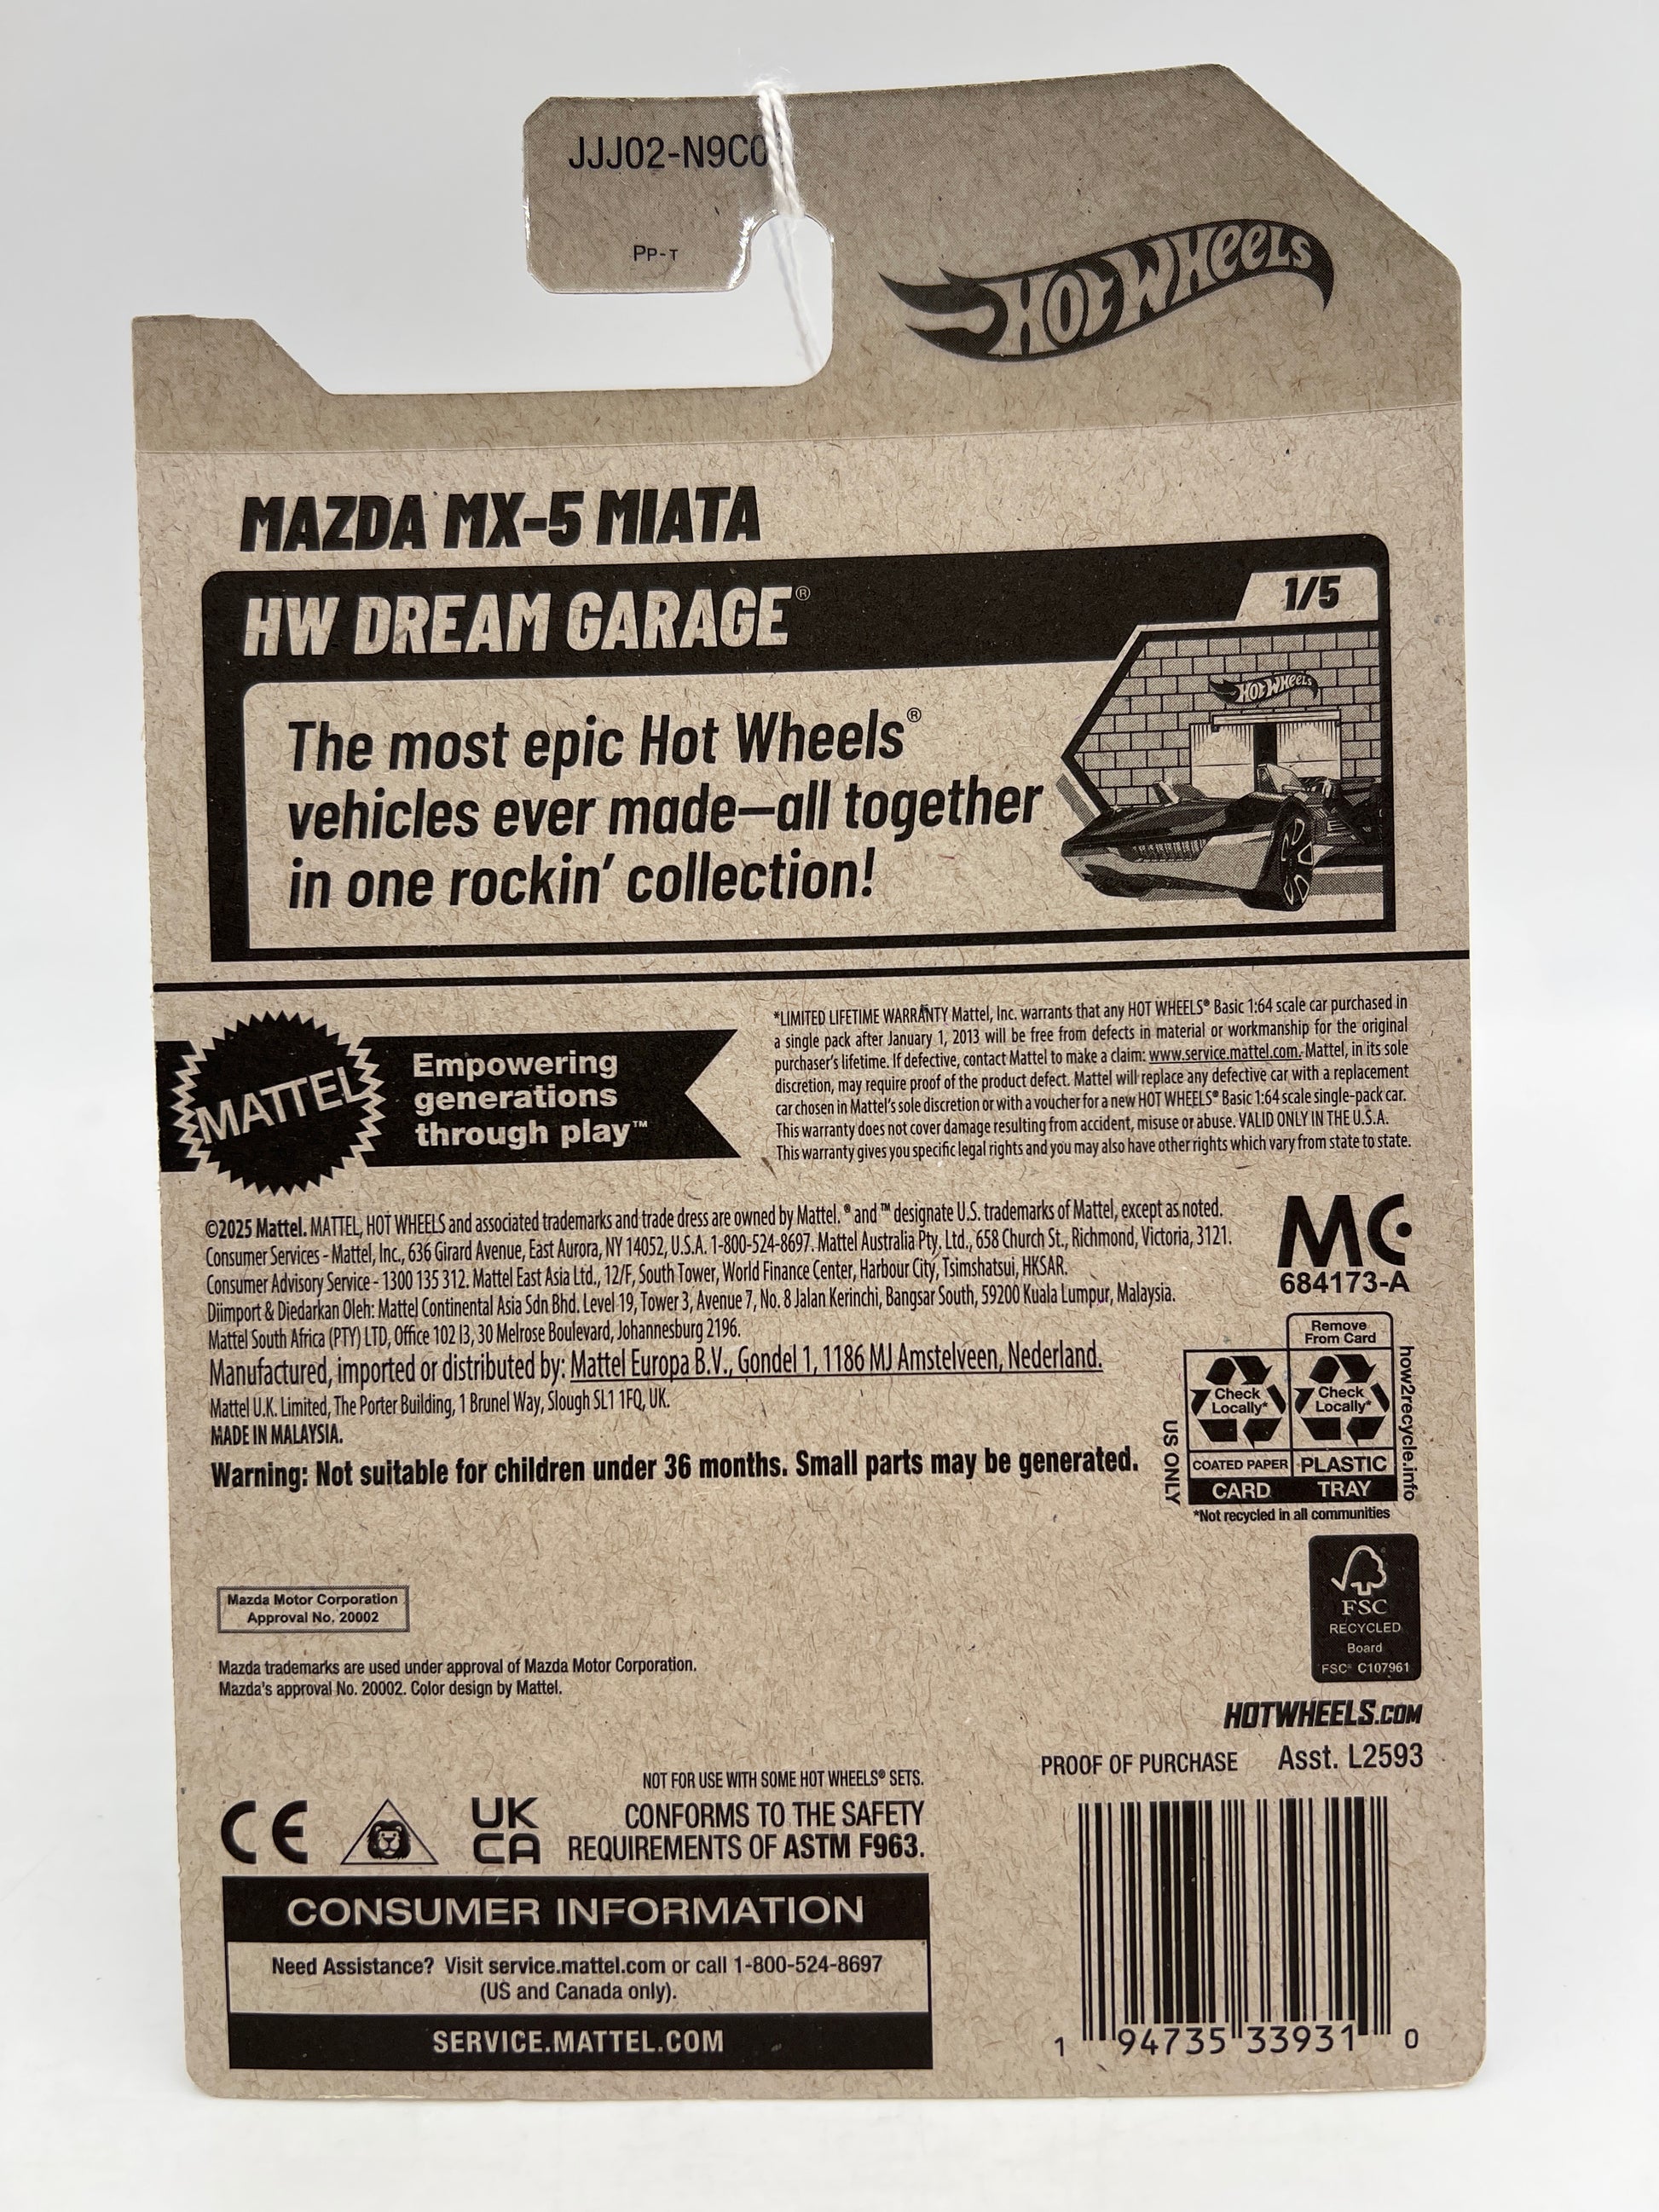 JJJ02-N9C0
PP-T
HOT WHEELS
MAZDA MX-5 MIATA
HW DREAM GARAGE®
1/5
HOT WHEELS
The most epic Hot Wheels®
vehicles ever made—all together
in one rockin' collection!
MATTEL
Empowering
generations
through play™
*LIMITED LIFETIME WARRANTY Mattel, Inc. warrants that any HOT WHEELS® Basic 1:64 scale car purchased in
a single pack after January 1, 2013 will be free from defects in material or workmanship for the original
purchaser's lifetime. If defective, contact Mattel to make a claim: www.service.mattel.com. Mattel, in its sole
discretion, may require proof of the product defect. Mattel will replace any defective car with a replacement
car chosen in Mattel's sole discretion or with a voucher for a new HOT WHEELS® Basic 1:64 scale single-pack car.
This warranty does not cover damage resulting from accident, misuse or abuse. VALID ONLY IN THE U.S.A.
This warranty gives you specific legal rights and you may also have other rights which vary from state to state.
©2025 Mattel. MATTEL, HOT WHEELS and associated trademarks and trade dress are owned by Mattel. ® and ™ designate U.S. trademarks of Mattel, except as noted.
Consumer Services - Mattel, Inc., 636 Girard Avenue, East Aurora, NY 14052, U.S.A. 1-800-524-8697. Mattel Australia Pty. Ltd., 658 Church St., Richmond, Victoria, 3121.
Consumer Advisory Service - 1300 135 312. Mattel East Asia Ltd., 12/F, South Tower, World Finance Center, Harbour City, Tsimshatsui, HKSAR.
Diimport & Diedarkan Oleh: Mattel Continental Asia Sdn Bhd. Level 19, Tower 3, Avenue 7, No. 8 Jalan Kerinchi, Bangsar South, 59200 Kuala Lumpur, Malaysia.
Mattel South Africa (PTY) LTD, Office 102 I3, 30 Melrose Boulevard, Johannesburg 2196.
Manufactured, imported or distributed by: Mattel Europa B.V., Gondel 1, 1186 MJ Amstelveen, Nederland.
Mattel U.K. Limited, The Porter Building, 1 Brunel Way, Slough SL1 1FQ, UK.
MADE IN MALAYSIA.
Warning: Not suitable for children under 36 months. Small parts may be generated.
MC
684173-A
Remove
From Card
Check
Locally*
Check
Locally*
COATED PAPER
PLASTIC
CARD
TRAY
US ONLY
how2recycle.info
*Not recycled in all communities
FSC
RECYCLED
Board
FSC® C107961
Mazda Motor Corporation
Approval No. 20002
Mazda trademarks are used under approval of Mazda Motor Corporation.
Mazda's approval No. 20002. Color design by Mattel.
HOTWHEELS.COM
PROOF OF PURCHASE
Asst. L2593
NOT FOR USE WITH SOME HOT WHEELS® SETS.
CE
UK
CA
CONFORMS TO THE SAFETY
REQUIREMENTS OF ASTM F963.
CONSUMER INFORMATION
Need Assistance? Visit service.mattel.com or call 1-800-524-8697
(US and Canada only).
SERVICE.MATTEL.COM
1 94735 33931 0